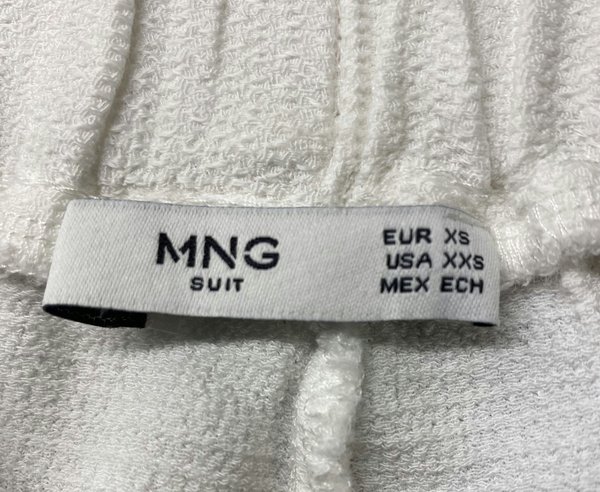 MNG
SUIT
EUR XS
USA XXS
MEX ECH